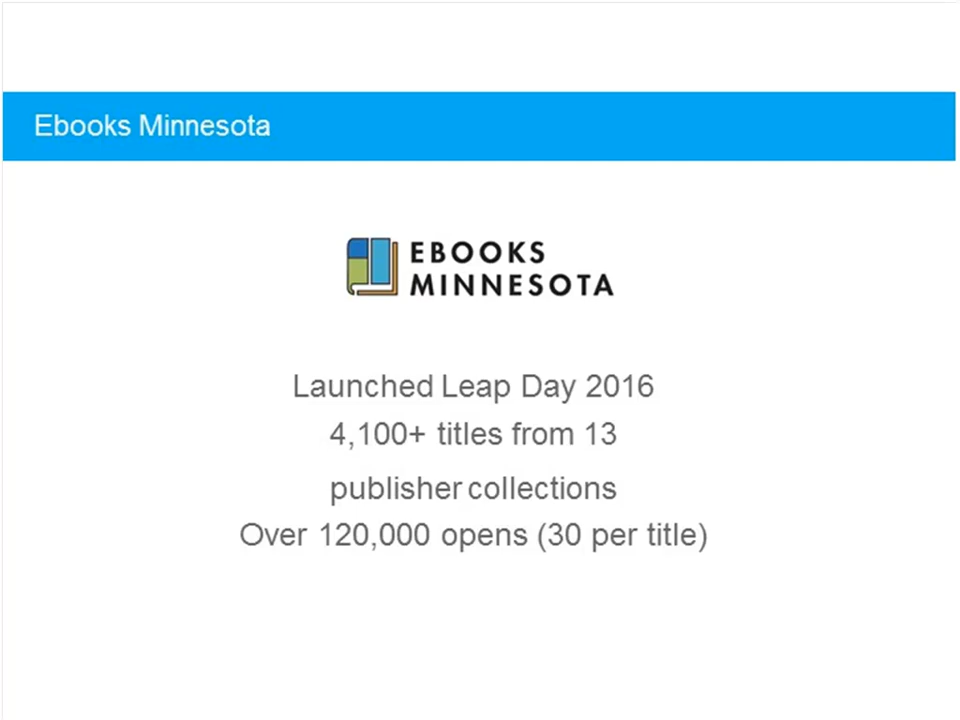 Ebooks Minnesota
EBOOKS
MINNESOTA
Launched Leap Day 2016
4,100+ titles from 13
publisher collections
Over 120,000 opens (30 per title)